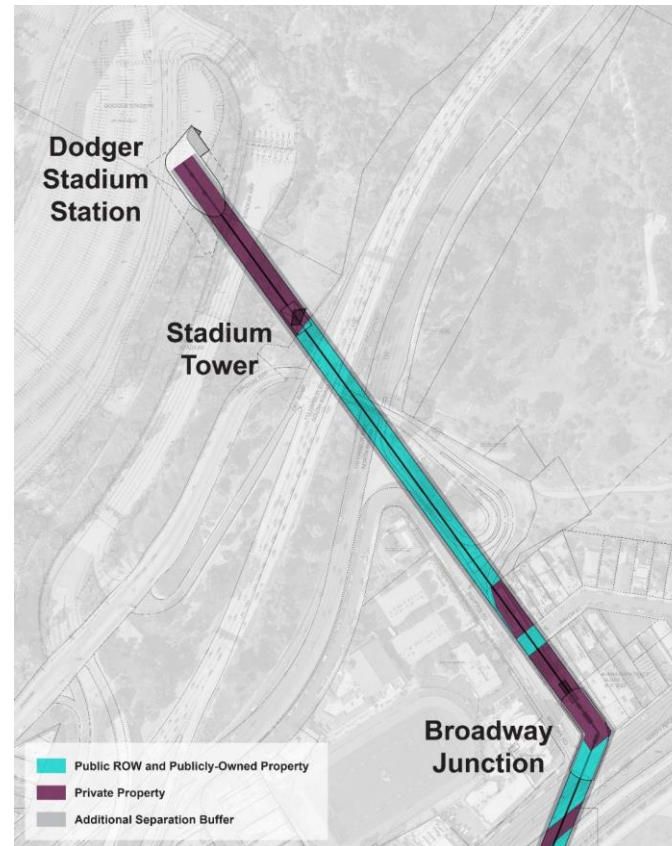 Dodger
Stadium
Station
Stadium
Tower
Broadway
Junction
Public ROW and Publicly-Owned Property
Private Property
Additional Separation Buffer